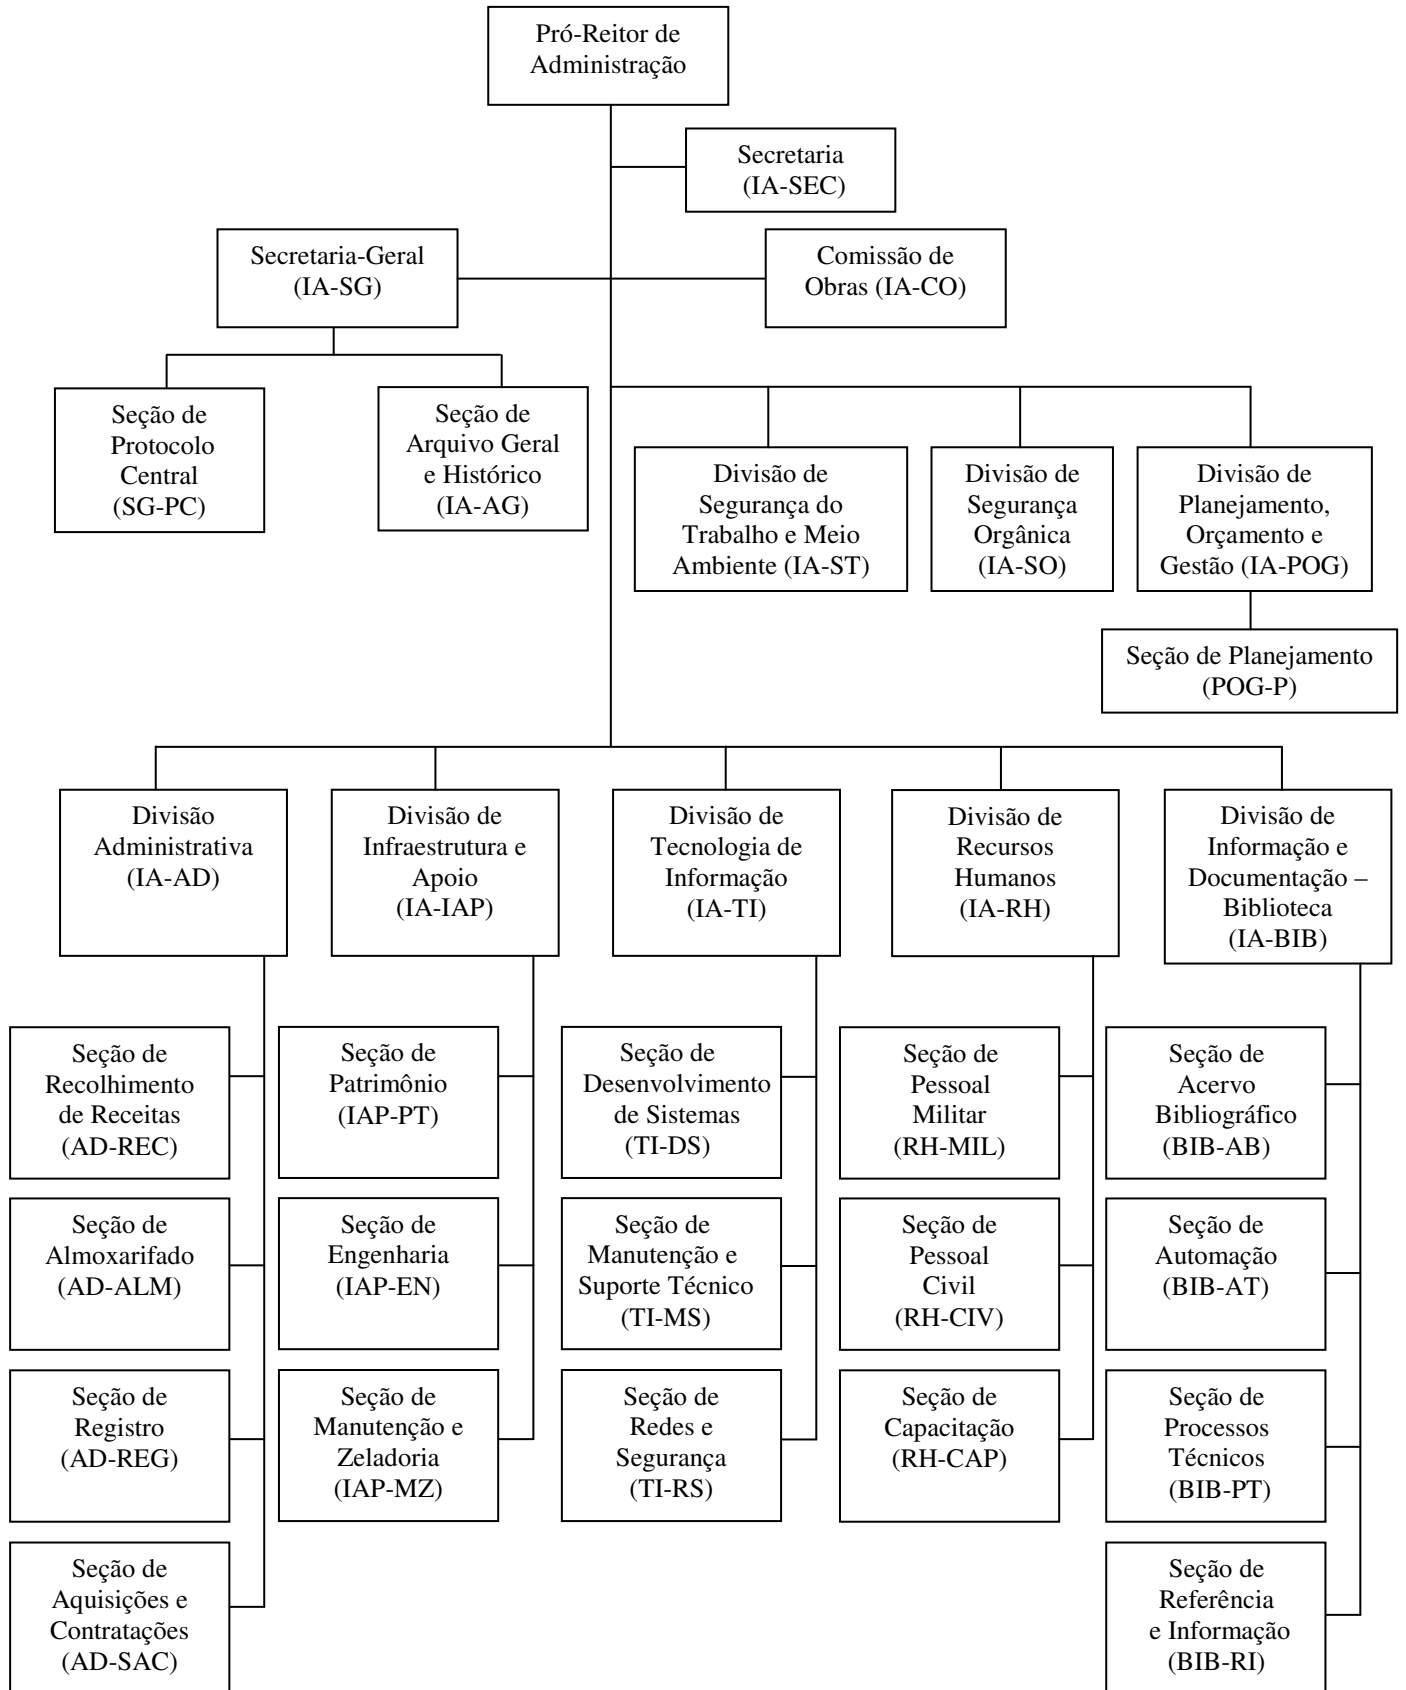 Pró-Reitor de
Administração
Secretaria
(IA-SEC)
Secretaria-Geral
(IA-SG)
Comissão de
Obras (IA-CO)
Seção de
Protocolo
Central
(SG-PC)
Seção de
Arquivo Geral
e Histórico
(IA-AG)
Divisão de
Segurança do
Trabalho e Meio
Ambiente (IA-ST)
Divisão de
Segurança
Orgânica
(IA-SO)
Divisão de
Planejamento,
Orçamento e
Gestão (IA-POG)
Seção de Planejamento
(POG-P)
Divisão
Administrativa
(IA-AD)
Divisão de
Infraestrutura e
Apoio
(IA-IAP)
Divisão de
Tecnologia de
Informação
(IA-TI)
Divisão de
Recursos
Humanos
(IA-RH)
Divisão de
Informação e
Documentação –
Biblioteca
(IA-BIB)
Seção de
Recolhimento
de Receitas
(AD-REC)
Seção de
Patrimônio
(IAP-PT)
Seção de
Desenvolvimento
de Sistemas
(TI-DS)
Seção de
Pessoal
Militar
(RH-MIL)
Seção de
Acervo
Bibliográfico
(BIB-AB)
Seção de
Almoxarifado
(AD-ALM)
Seção de
Engenharia
(IAP-EN)
Seção de
Manutenção e
Suporte Técnico
(TI-MS)
Seção de
Pessoal
Civil
(RH-CIV)
Seção de
Automação
(BIB-AT)
Seção de
Registro
(AD-REG)
Seção de
Manutenção e
Zeladoria
(IAP-MZ)
Seção de
Redes e
Segurança
(TI-RS)
Seção de
Capacitação
(RH-CAP)
Seção de
Processos
Técnicos
(BIB-PT)
Seção de
Aquisições e
Contratações
(AD-SAC)
Seção de
Referência
e Informação
(BIB-RI)